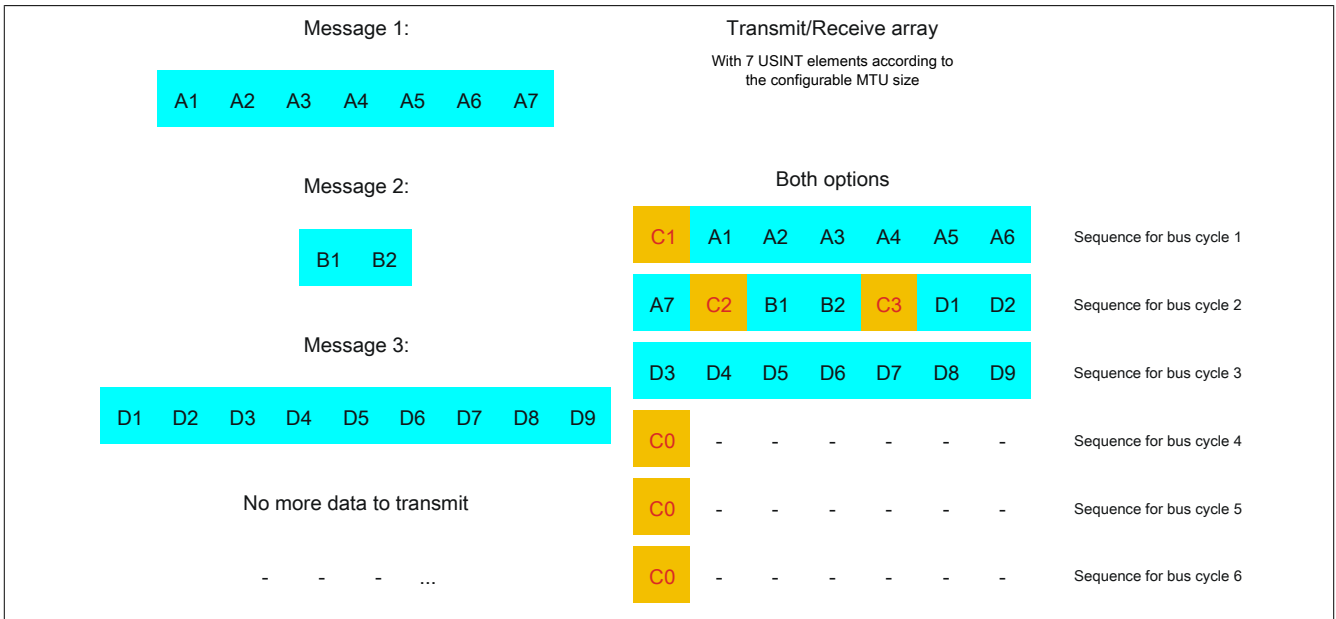 Message 1:
A1 A2 A3 A4 A5 A6 A7
Message 2:
B1 B2
Message 3:
D1 D2 D3 D4 D5 D6 D7 D8 D9
No more data to transmit
- - - ...
Transmit/Receive array
With 7 USINT elements according to
the configurable MTU size
Both options
C1 A1 A2 A3 A4 A5 A6 Sequence for bus cycle 1
A7 C2 B1 B2 C3 D1 D2 Sequence for bus cycle 2
D3 D4 D5 D6 D7 D8 D9 Sequence for bus cycle 3
C0 - - - - - - Sequence for bus cycle 4
C0 - - - - - - Sequence for bus cycle 5
C0 - - - - - - Sequence for bus cycle 6